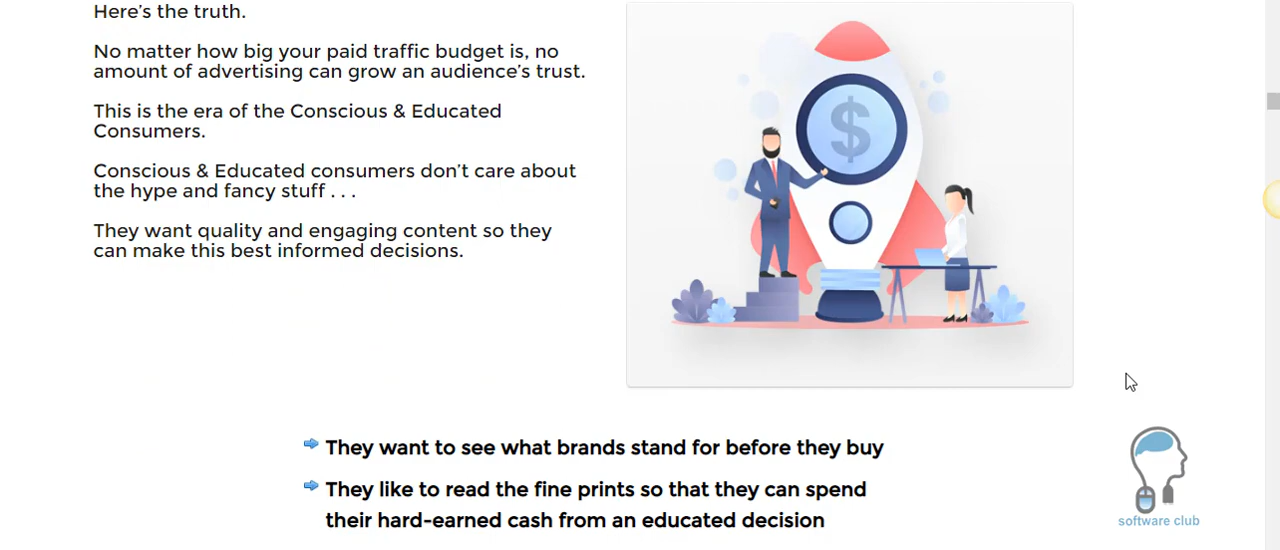 Here's the truth.
No matter how big your paid traffic budget is, no
amount of advertising can grow an audience's trust.
This is the era of the Conscious & Educated
Consumers.
Conscious & Educated consumers don't care about
the hype and fancy stuff . . .
They want quality and engaging content so they
can make this best informed decisions.
$
They want to see what brands stand for before they buy
They like to read the fine prints so that they can spend
their hard-earned cash from an educated decision
software club